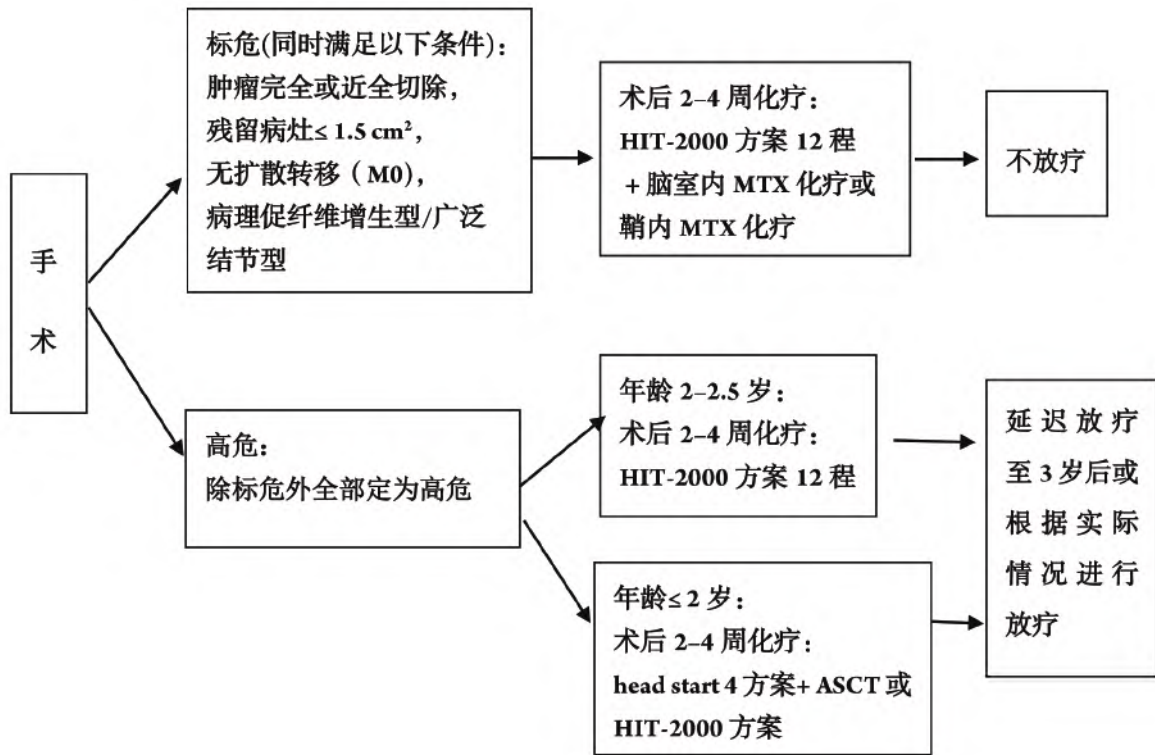 手
术
标危(同时满足以下条件)：
肿瘤完全或近全切除，
残留病灶≤ 1.5 cm²，
无扩散转移（M0），
病理促纤维增生型/广泛
结节型
术后 2–4 周化疗：
HIT-2000 方案 12 程
+ 脑室内 MTX 化疗或
鞘内 MTX 化疗
不放疗
高危：
除标危外全部定为高危
年龄 2–2.5 岁：
术后 2–4 周化疗：
HIT-2000 方案 12 程
年龄≤ 2 岁：
术后 2–4 周化疗：
head start 4 方案+ ASCT 或
HIT-2000 方案
延迟放疗
至 3 岁后或
根据实际
情况进行
放疗